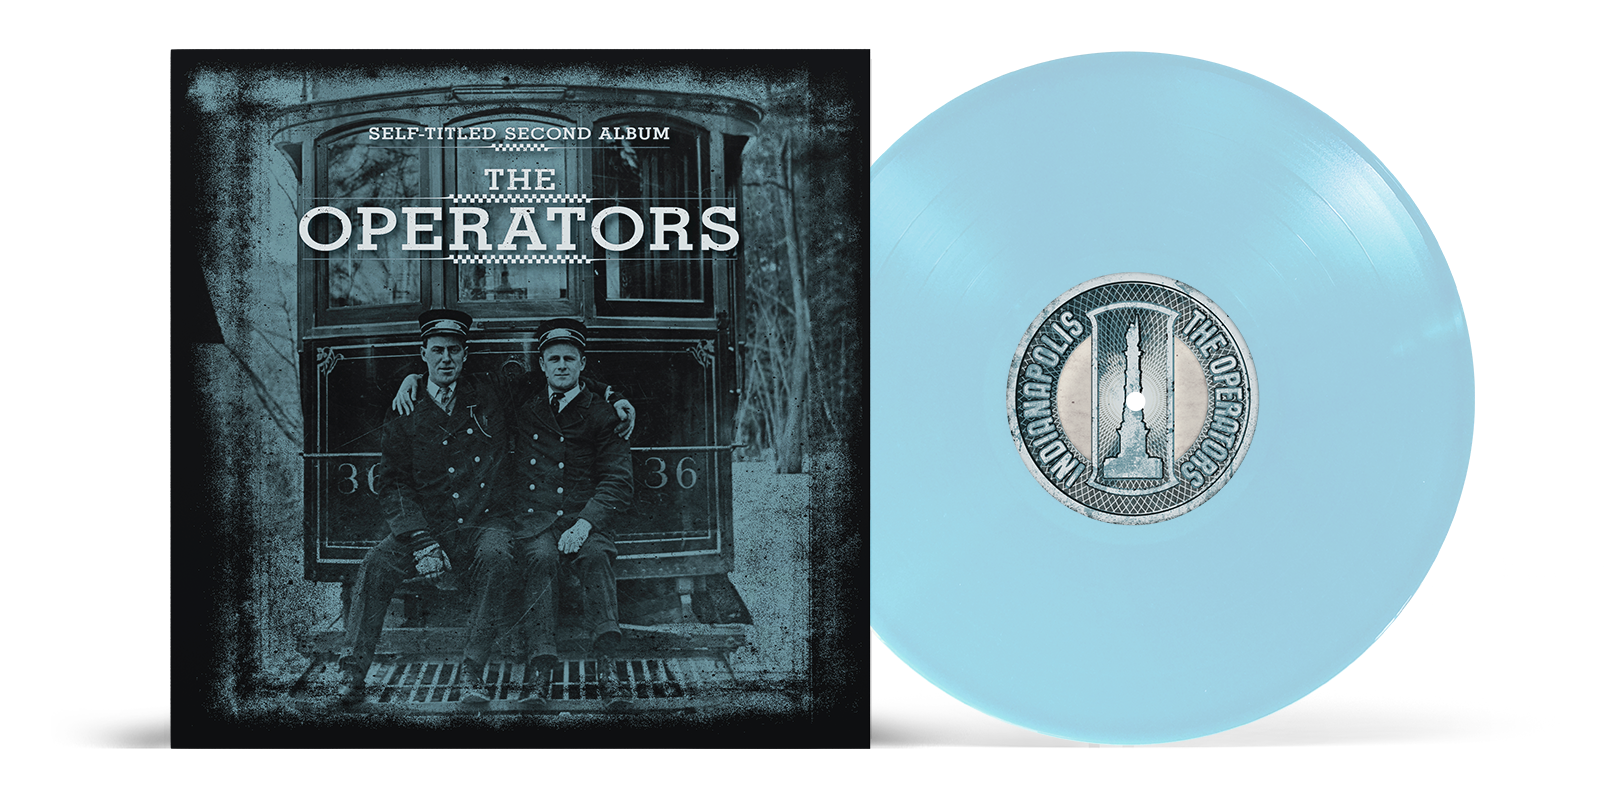 SELF-TITLED SECOND ALBUM
THE
OPERATORS
36
36
INDIANAPOLIS
THE OPERATORS